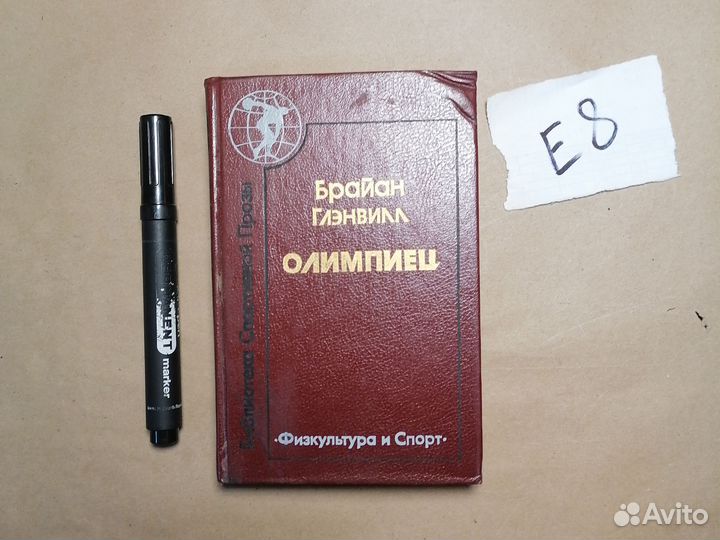 Брайан
Глэнвилл
ОЛИМПИЕЦ
Библиотека Спортивной Прозы
·Физкультура и Спорт·
E8
marker
Avito